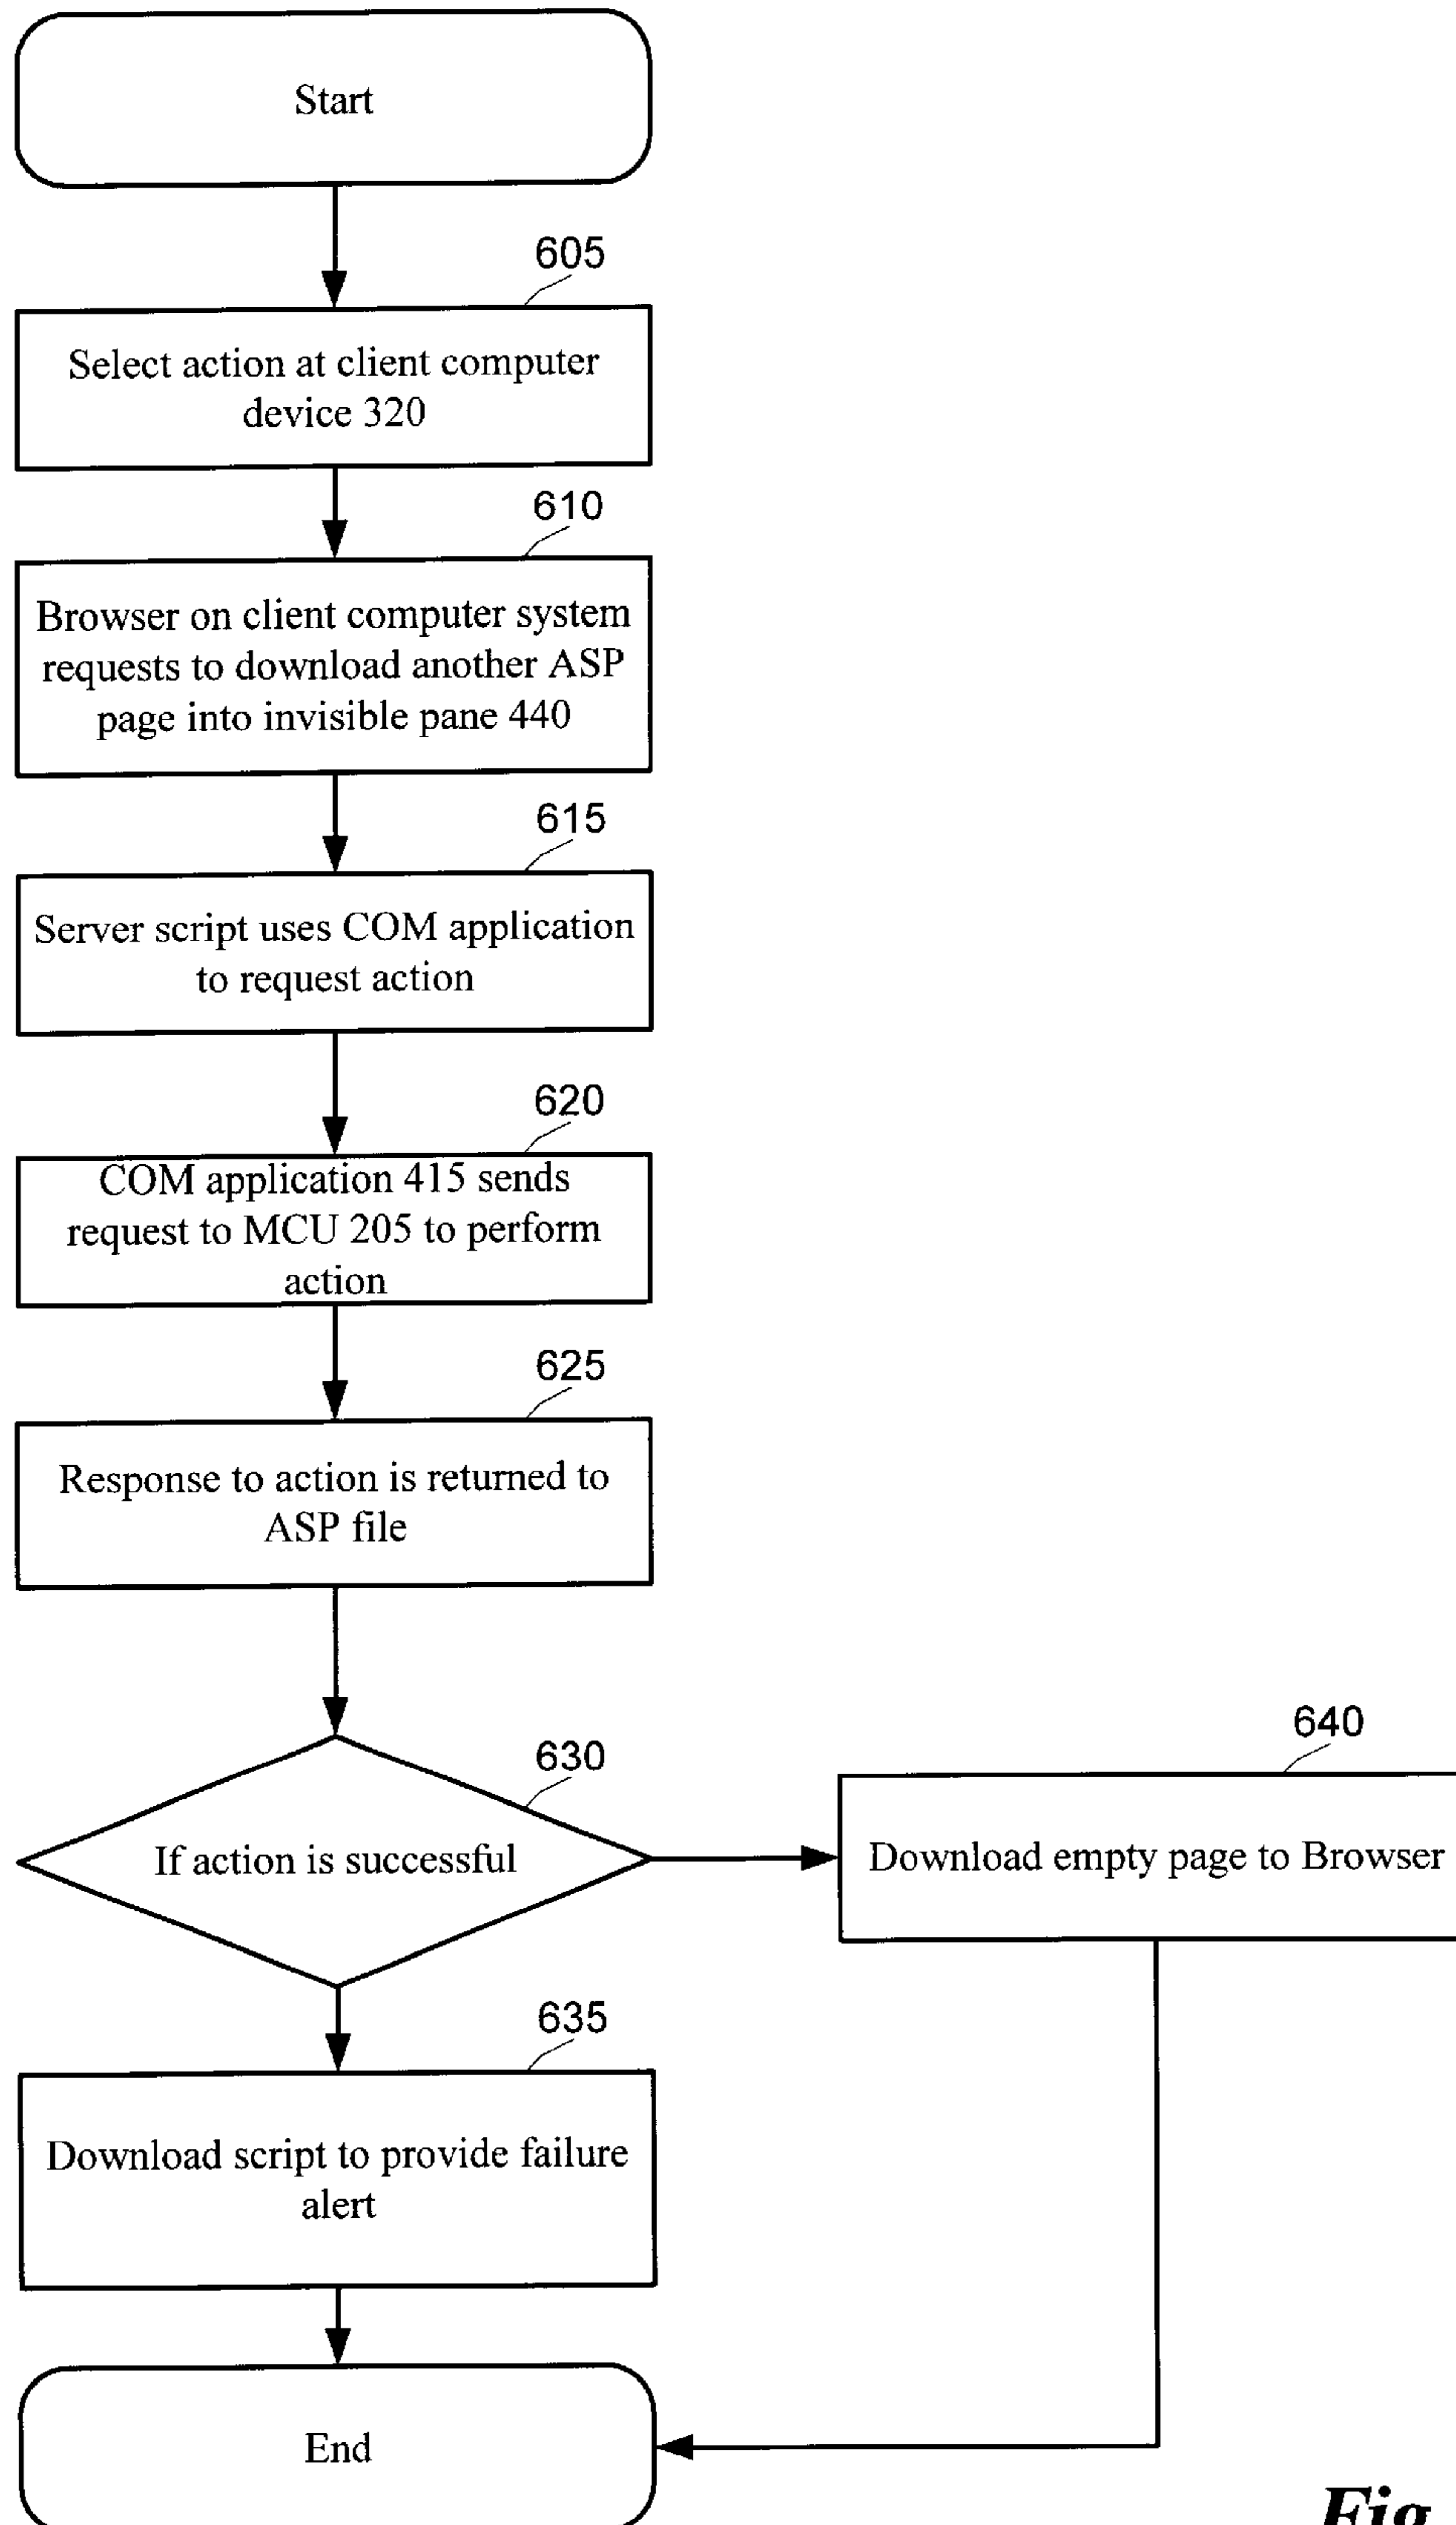 Start
605
Select action at client computer
device 320
610
Browser on client computer system
requests to download another ASP
page into invisible pane 440
615
Server script uses COM application
to request action
620
COM application 415 sends
request to MCU 205 to perform
action
625
Response to action is returned to
ASP file
630
If action is successful
640
Download empty page to Browser
635
Download script to provide failure
alert
End
Fig